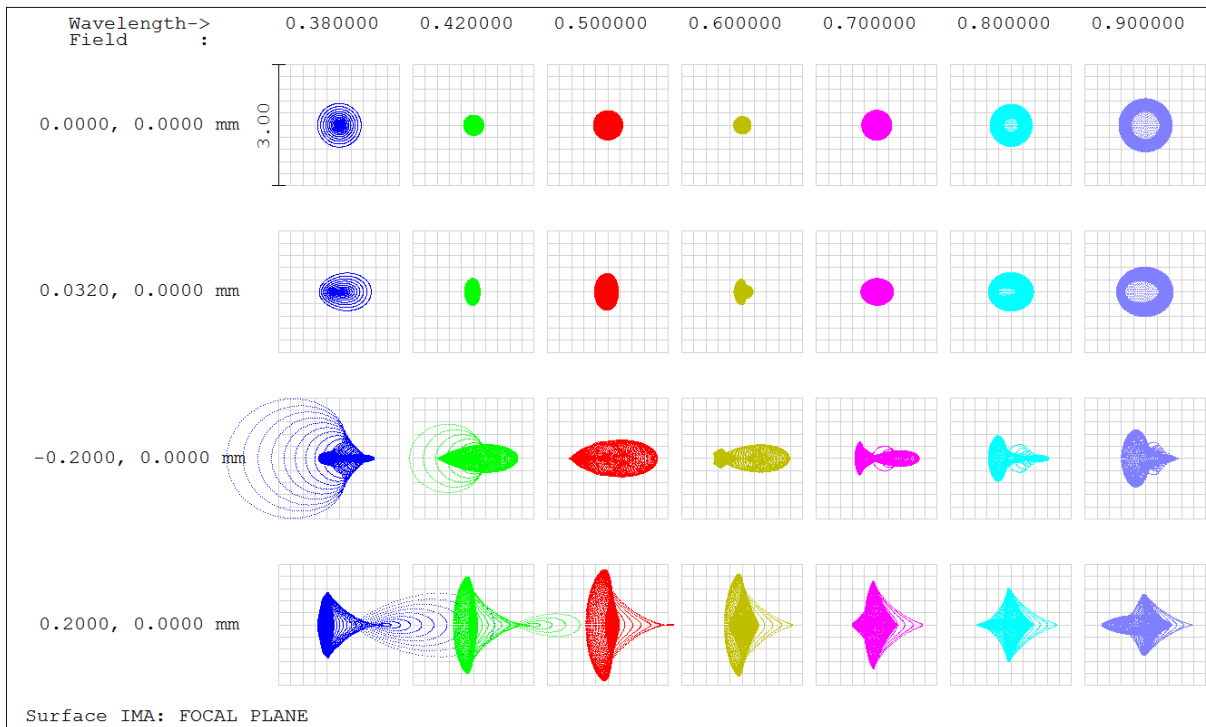 Wavelength-> 0.380000 0.420000 0.500000 0.600000 0.700000 0.800000 0.900000
Field :
0.0000, 0.0000 mm
3.00
0.0320, 0.0000 mm
-0.2000, 0.0000 mm
0.2000, 0.0000 mm
Surface IMA: FOCAL PLANE